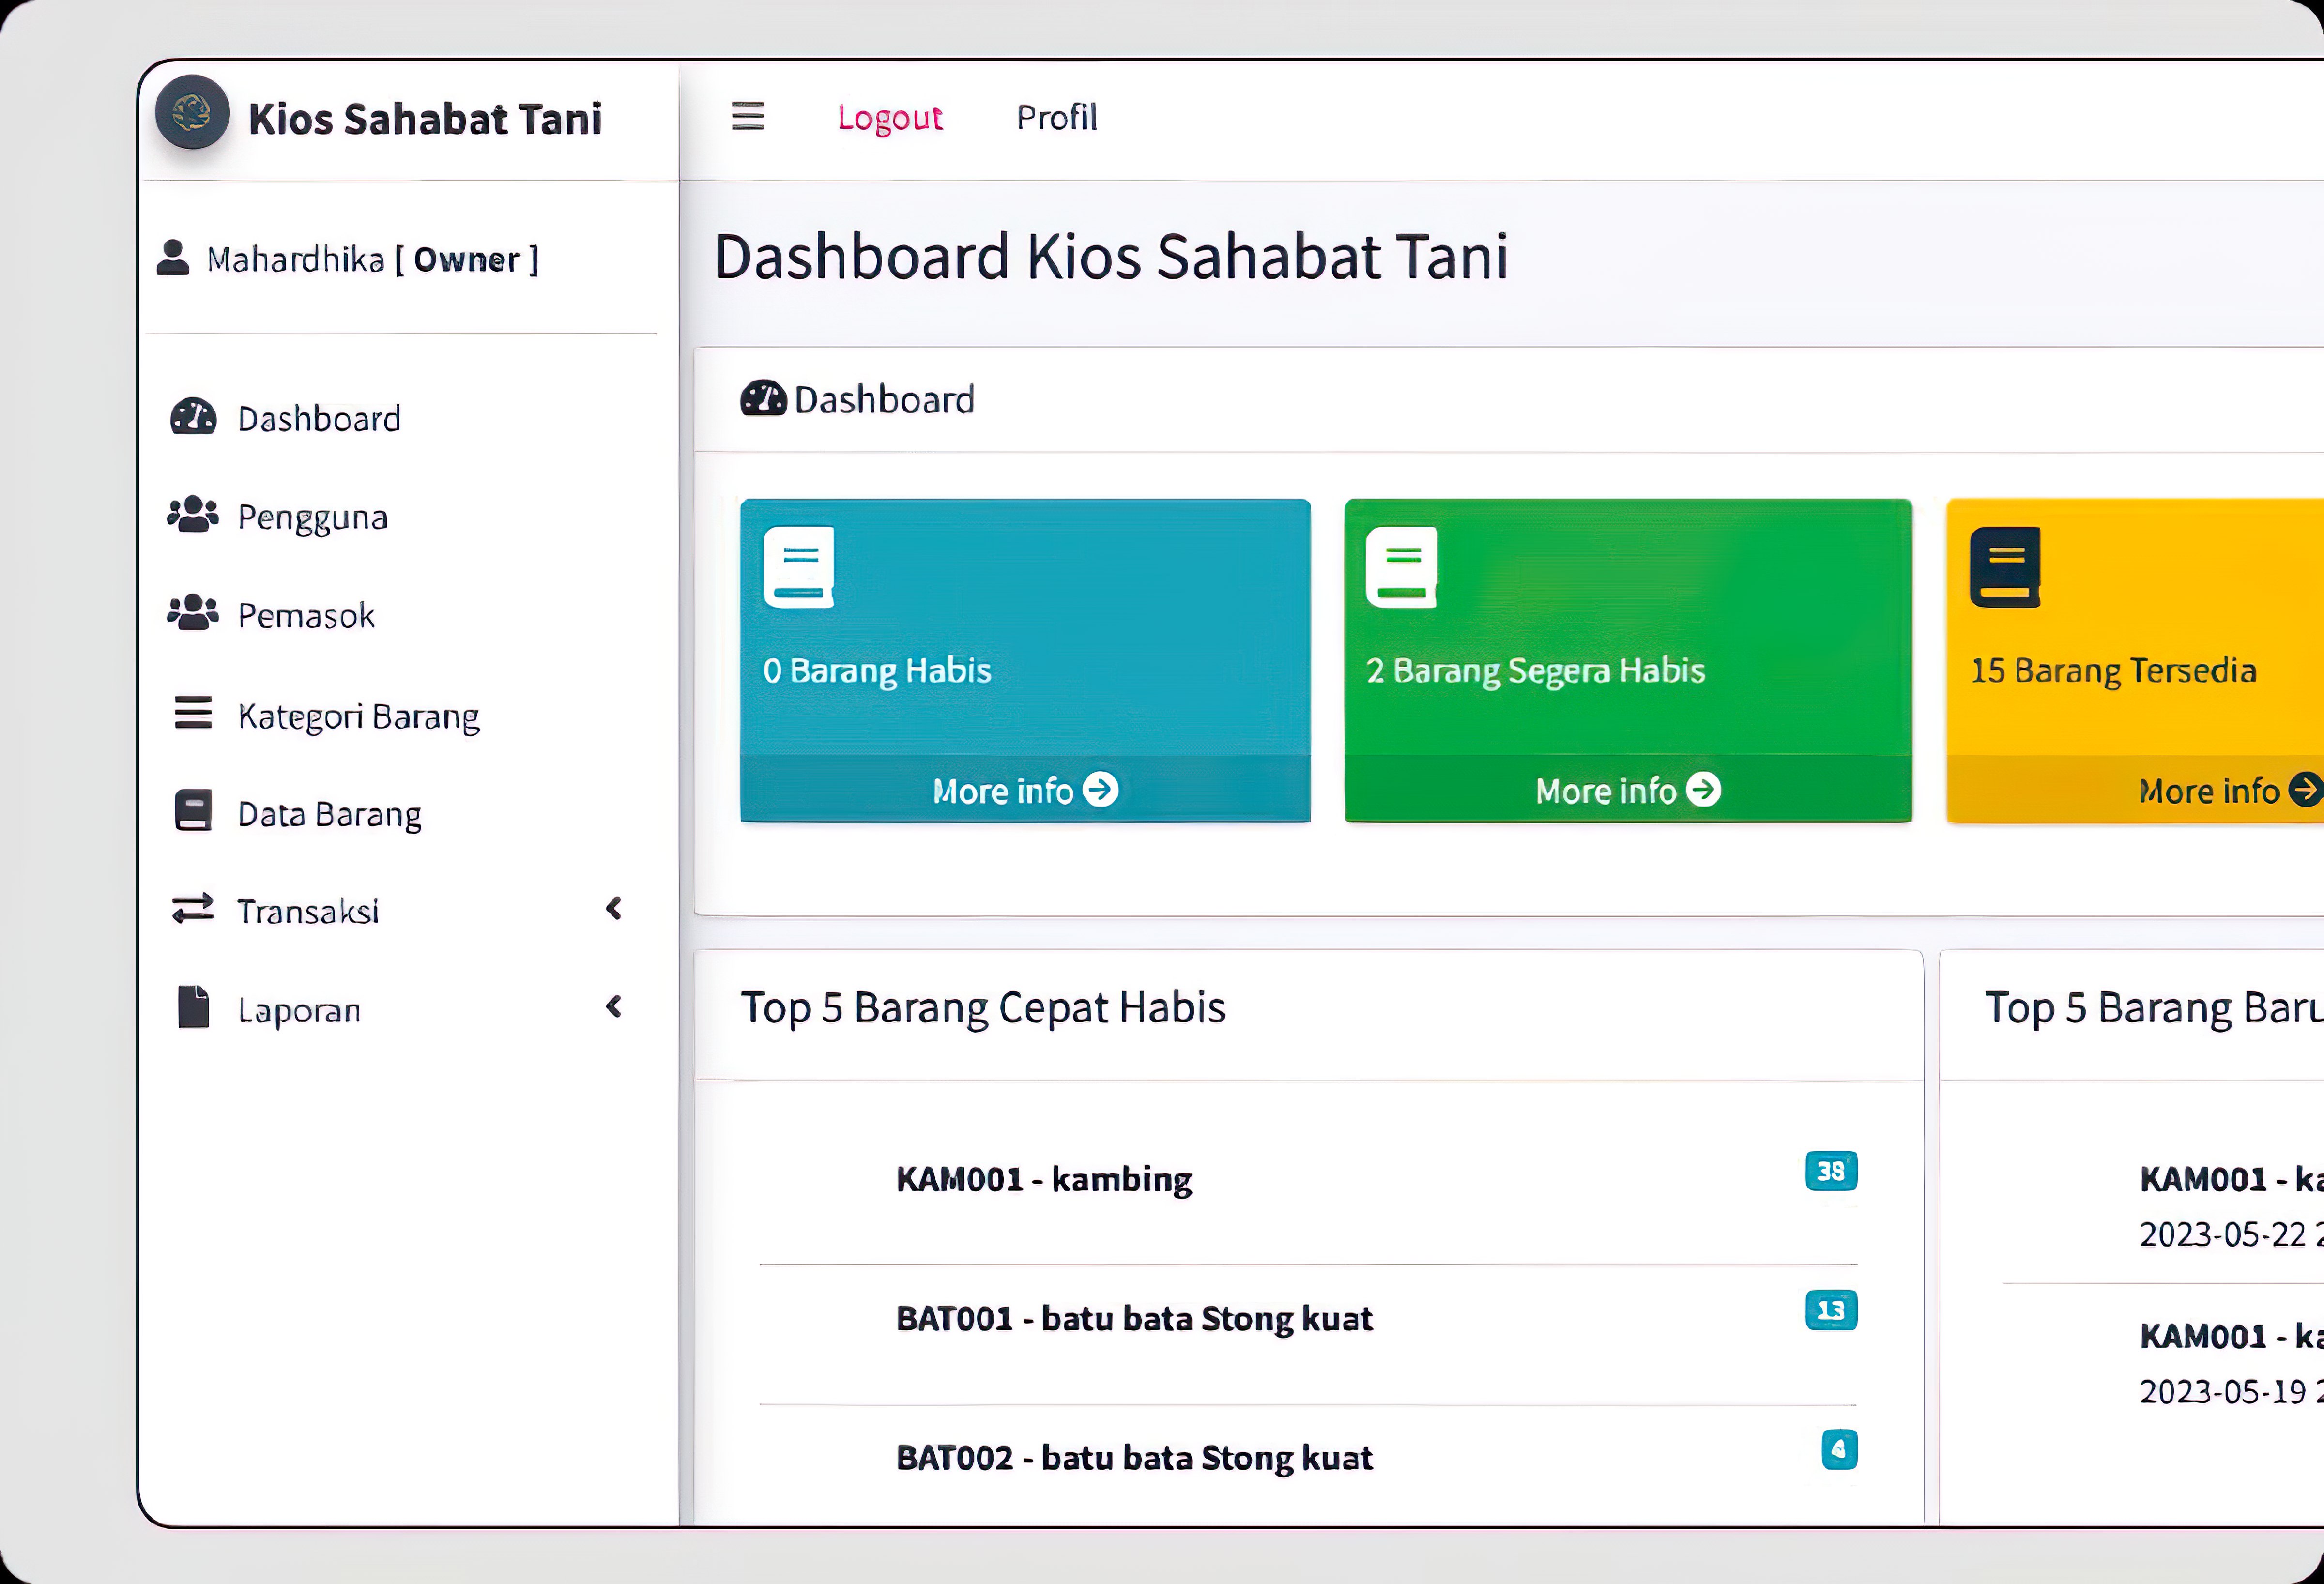 Kios Sahabat Tani
Logout
Profil
Mahardhika [ Owner ]
Dashboard Kios Sahabat Tani
Dashboard
Pengguna
Pemasok
Kategori Barang
Data Barang
Transaksi
Laporan
Dashboard
0 Barang Habis
More info
2 Barang Segera Habis
More info
15 Barang Tersedia
More info
Top 5 Barang Cepat Habis
KAM001 - kambing
38
BAT001 - batu bata Stong kuat
13
BAT002 - batu bata Stong kuat
4
Top 5 Barang Baru
KAM001 - ka
2023-05-22 2
KAM001 - ka
2023-05-19 2